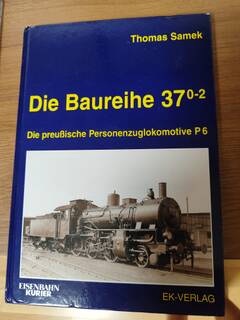 Thomas Samek
Die Baureihe 37⁰⁻²
Die preußische Personenzuglokomotive P 6
EISENBAHN
KURIER
EK-VERLAG